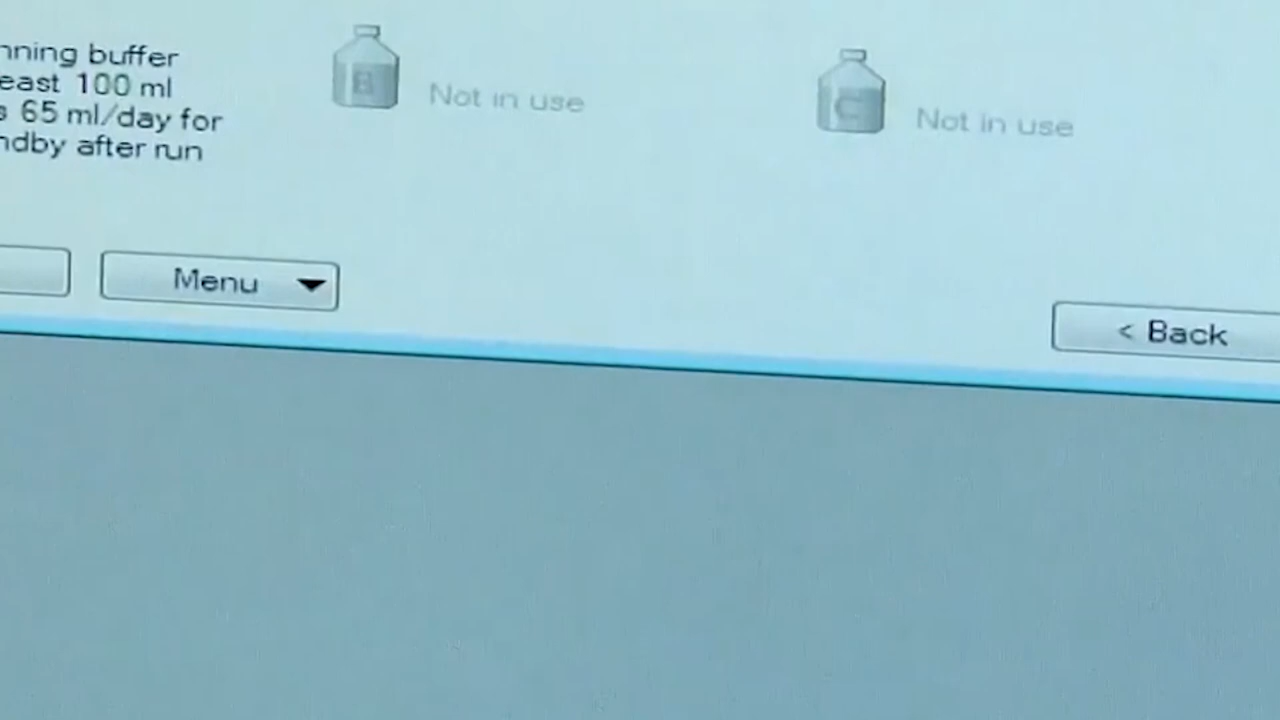 nning buffer
east 100 ml
s 65 ml/day for
ndby after run
B
Not in use
C
Not in use
Menu
< Back